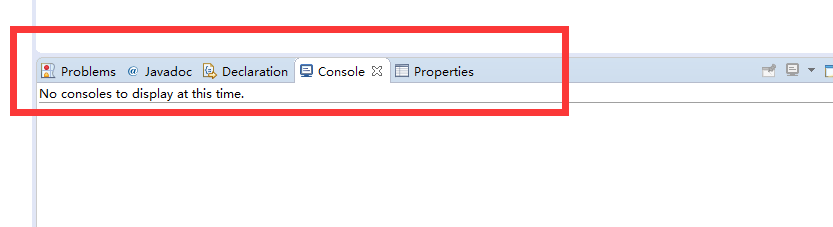 Problems @ Javadoc Declaration Console Properties
No consoles to display at this time.